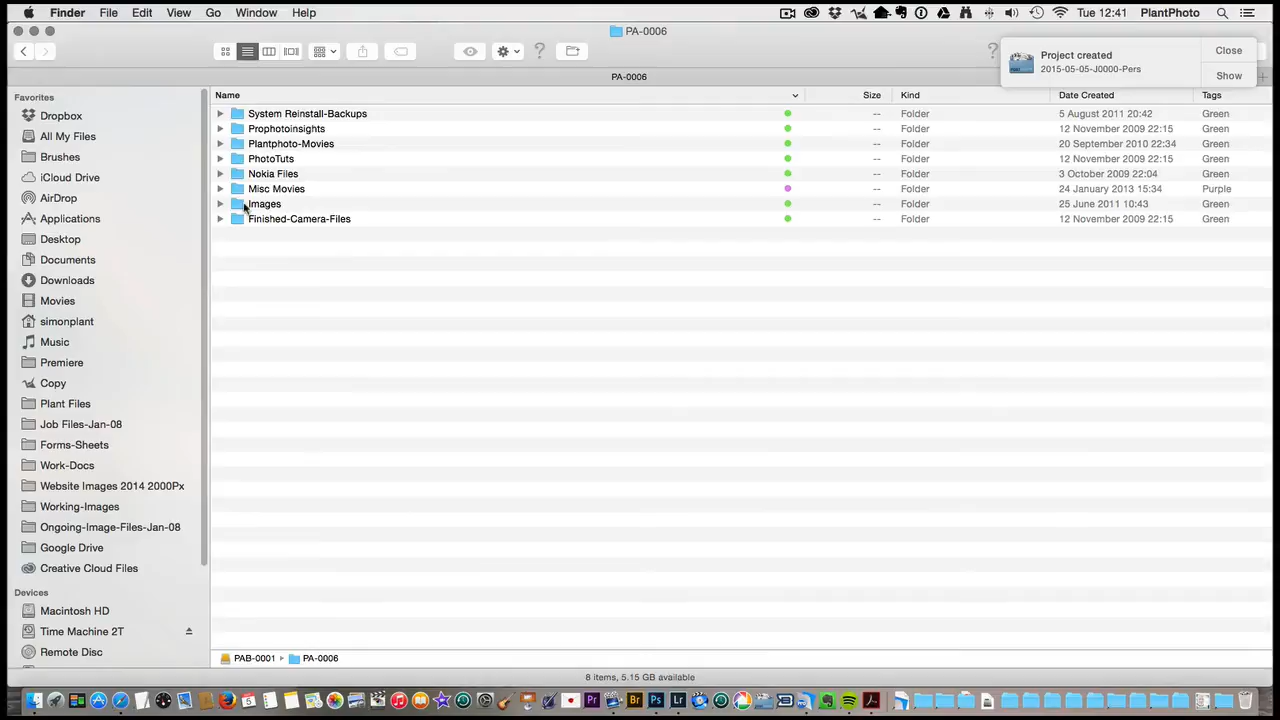 Finder File Edit View Go Window Help Tue 12:41 PlantPhoto
PA-0006
Project created Close
2015-05-05-J0000-Pers Show
PA-0006
Favorites
Name Size Kind Date Created Tags
System Reinstall-Backups -- Folder 5 August 2011 20:42 Green
Prophotoinsights -- Folder 12 November 2009 22:15 Green
Plantphoto-Movies -- Folder 20 September 2010 22:34 Green
PhotoTuts -- Folder 12 November 2009 22:15 Green
Nokia Files -- Folder 3 October 2009 22:04 Green
Misc Movies -- Folder 24 January 2013 15:34 Purple
Images -- Folder 25 June 2011 10:43 Green
Finished-Camera-Files -- Folder 12 November 2009 22:15 Green
Dropbox
All My Files
Brushes
iCloud Drive
AirDrop
Applications
Desktop
Documents
Downloads
Movies
simonplant
Music
Premiere
Copy
Plant Files
Job Files-Jan-08
Forms-Sheets
Work-Docs
Website Images 2014 2000Px
Working-Images
Ongoing-Image-Files-Jan-08
Google Drive
Creative Cloud Files
Devices
Macintosh HD
Time Machine 2T
Remote Disc
PAB-0001 PA-0006
8 items, 5.15 GB available
5 Pr Br Ps Lr